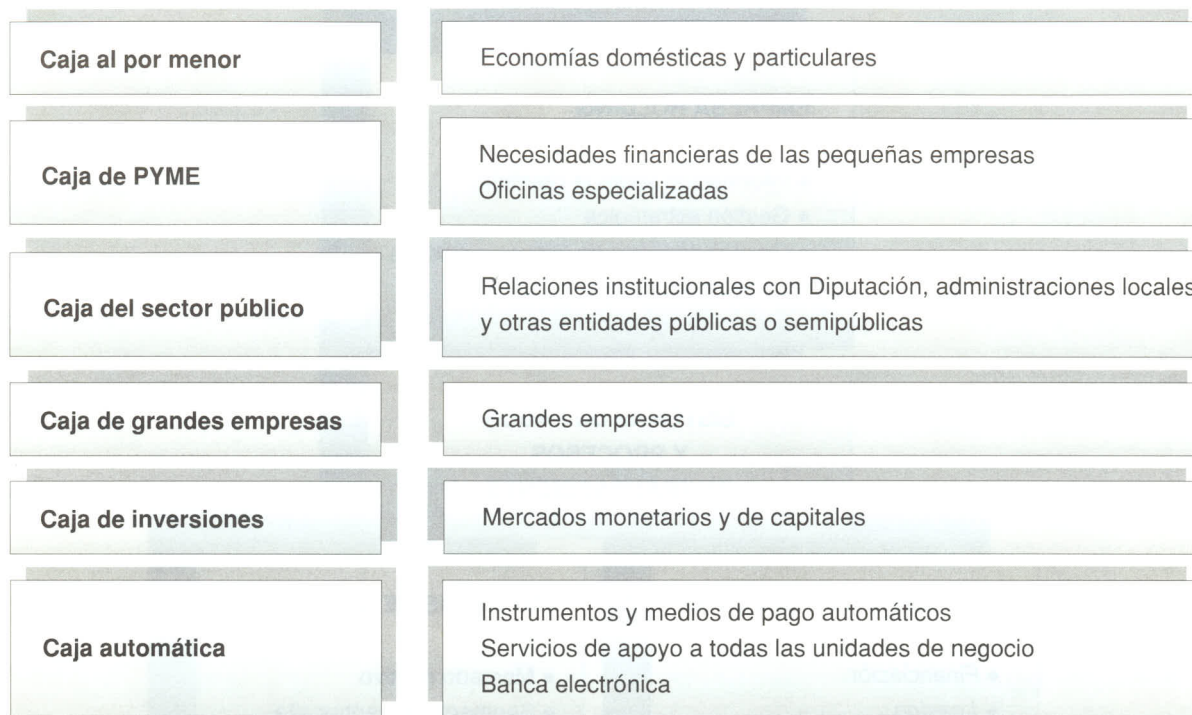 Caja al por menor
Economías domésticas y particulares
Caja de PYME
Necesidades financieras de las pequeñas empresas
Oficinas especializadas
Caja del sector público
Relaciones institucionales con Diputación, administraciones locales
y otras entidades públicas o semipúblicas
Caja de grandes empresas
Grandes empresas
Caja de inversiones
Mercados monetarios y de capitales
Caja automática
Instrumentos y medios de pago automáticos
Servicios de apoyo a todas las unidades de negocio
Banca electrónica